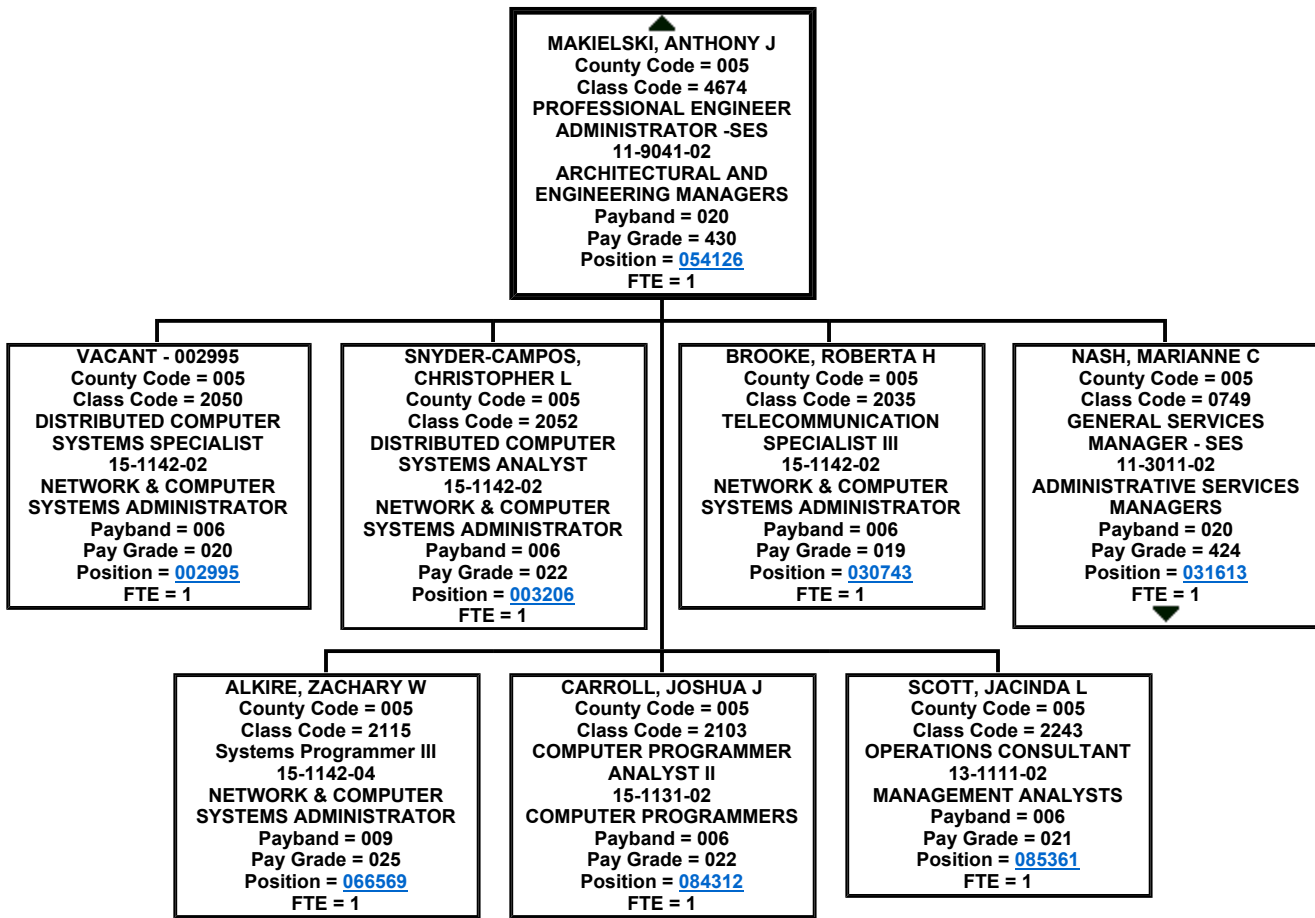 MAKIELSKI, ANTHONY J
County Code = 005
Class Code = 4674
PROFESSIONAL ENGINEER
ADMINISTRATOR -SES
11-9041-02
ARCHITECTURAL AND
ENGINEERING MANAGERS
Payband = 020
Pay Grade = 430
Position = 054126
FTE = 1
VACANT - 002995
County Code = 005
Class Code = 2050
DISTRIBUTED COMPUTER
SYSTEMS SPECIALIST
15-1142-02
NETWORK & COMPUTER
SYSTEMS ADMINISTRATOR
Payband = 006
Pay Grade = 020
Position = 002995
FTE = 1
SNYDER-CAMPOS,
CHRISTOPHER L
County Code = 005
Class Code = 2052
DISTRIBUTED COMPUTER
SYSTEMS ANALYST
15-1142-02
NETWORK & COMPUTER
SYSTEMS ADMINISTRATOR
Payband = 006
Pay Grade = 022
Position = 003206
FTE = 1
BROOKE, ROBERTA H
County Code = 005
Class Code = 2035
TELECOMMUNICATION
SPECIALIST III
15-1142-02
NETWORK & COMPUTER
SYSTEMS ADMINISTRATOR
Payband = 006
Pay Grade = 019
Position = 030743
FTE = 1
NASH, MARIANNE C
County Code = 005
Class Code = 0749
GENERAL SERVICES
MANAGER - SES
11-3011-02
ADMINISTRATIVE SERVICES
MANAGERS
Payband = 020
Pay Grade = 424
Position = 031613
FTE = 1
ALKIRE, ZACHARY W
County Code = 005
Class Code = 2115
Systems Programmer III
15-1142-04
NETWORK & COMPUTER
SYSTEMS ADMINISTRATOR
Payband = 009
Pay Grade = 025
Position = 066569
FTE = 1
CARROLL, JOSHUA J
County Code = 005
Class Code = 2103
COMPUTER PROGRAMMER
ANALYST II
15-1131-02
COMPUTER PROGRAMMERS
Payband = 006
Pay Grade = 022
Position = 084312
FTE = 1
SCOTT, JACINDA L
County Code = 005
Class Code = 2243
OPERATIONS CONSULTANT
13-1111-02
MANAGEMENT ANALYSTS
Payband = 006
Pay Grade = 021
Position = 085361
FTE = 1